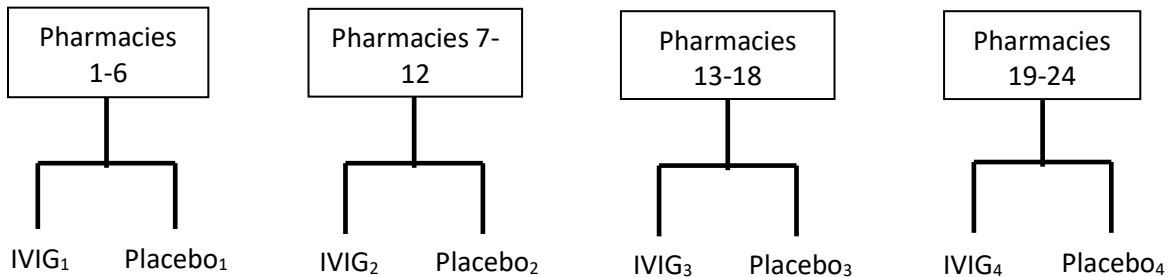 Pharmacies
1-6
Pharmacies 7-
12
Pharmacies
13-18
Pharmacies
19-24
IVIG₁
Placebo₁
IVIG₂
Placebo₂
IVIG₃
Placebo₃
IVIG₄
Placebo₄